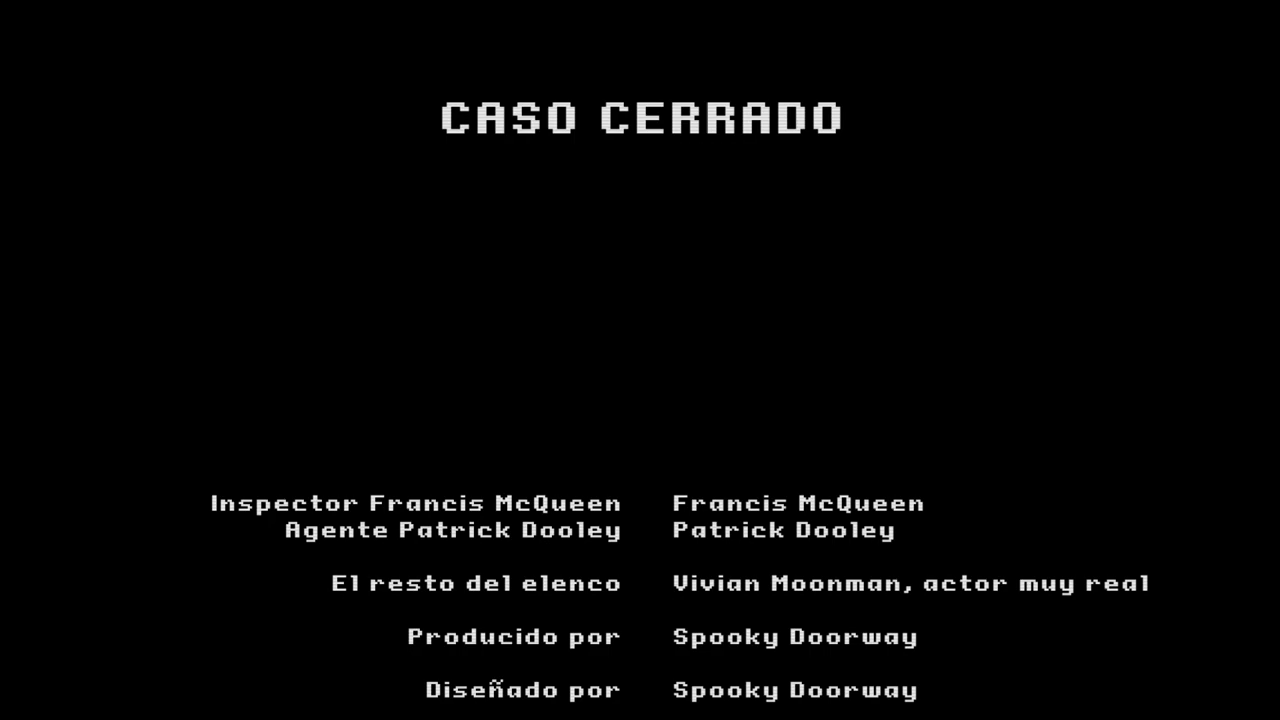 CASO CERRADO
Inspector Francis McQueen Francis McQueen
Agente Patrick Dooley Patrick Dooley
El resto del elenco Vivian Moonman, actor muy real
Producido por Spooky Doorway
Diseñado por Spooky Doorway